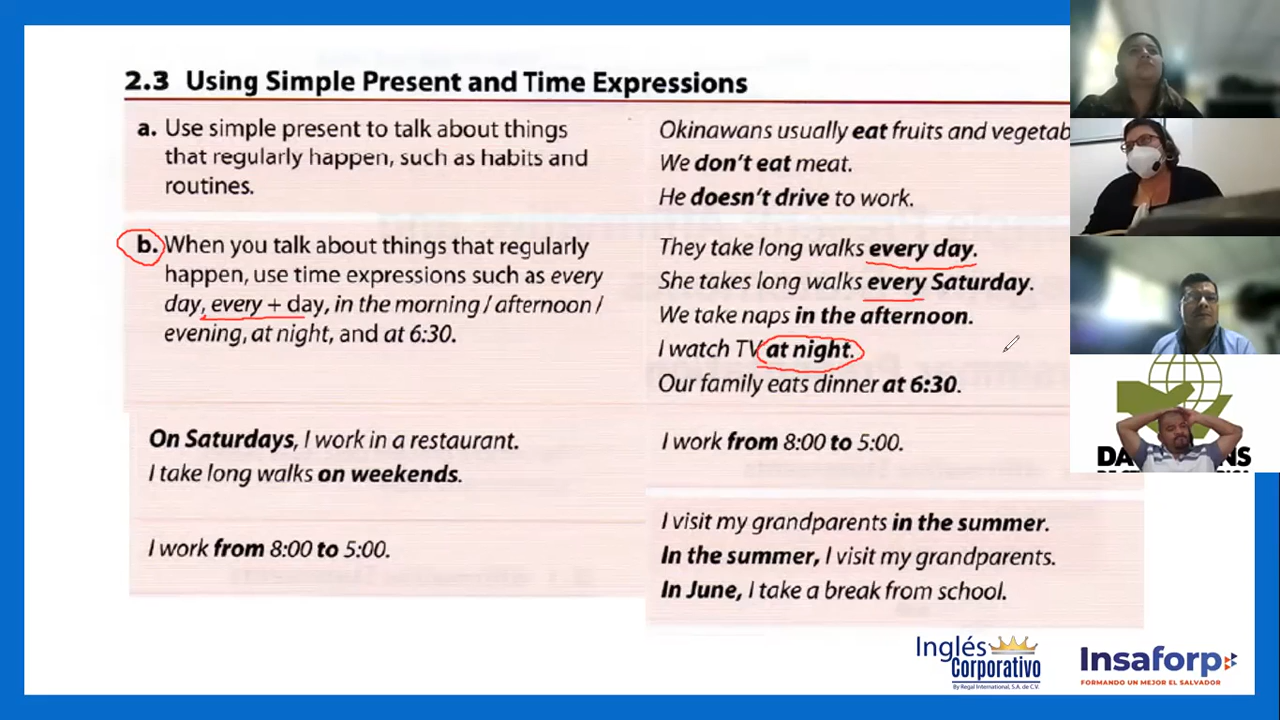 2.3 Using Simple Present and Time Expressions
a. Use simple present to talk about things
that regularly happen, such as habits and
routines.
Okinawans usually eat fruits and vegetab
We don't eat meat.
He doesn't drive to work.
b. When you talk about things that regularly
happen, use time expressions such as every
day, every + day, in the morning / afternoon /
evening, at night, and at 6:30.
They take long walks every day.
She takes long walks every Saturday.
We take naps in the afternoon.
I watch TV at night.
Our family eats dinner at 6:30.
On Saturdays, I work in a restaurant.
I take long walks on weekends.
I work from 8:00 to 5:00.
I work from 8:00 to 5:00.
I visit my grandparents in the summer.
In the summer, I visit my grandparents.
In June, I take a break from school.
Inglés
Corporativo
By Regal International, S.A. de C.V.
Insaforp
FORMANDO UN MEJOR EL SALVADOR